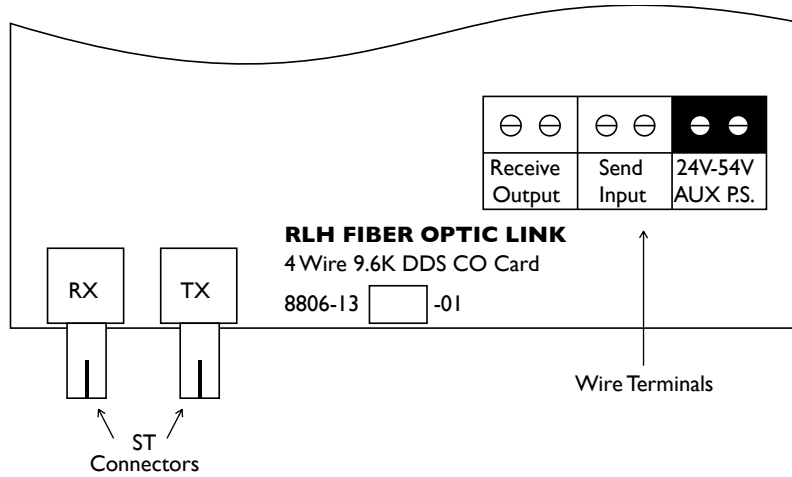 Receive Output
Send Input
24V-54V AUX P.S.
RLH FIBER OPTIC LINK
4 Wire 9.6K DDS CO Card
8806-13 -01
RX
TX
Wire Terminals
ST
Connectors